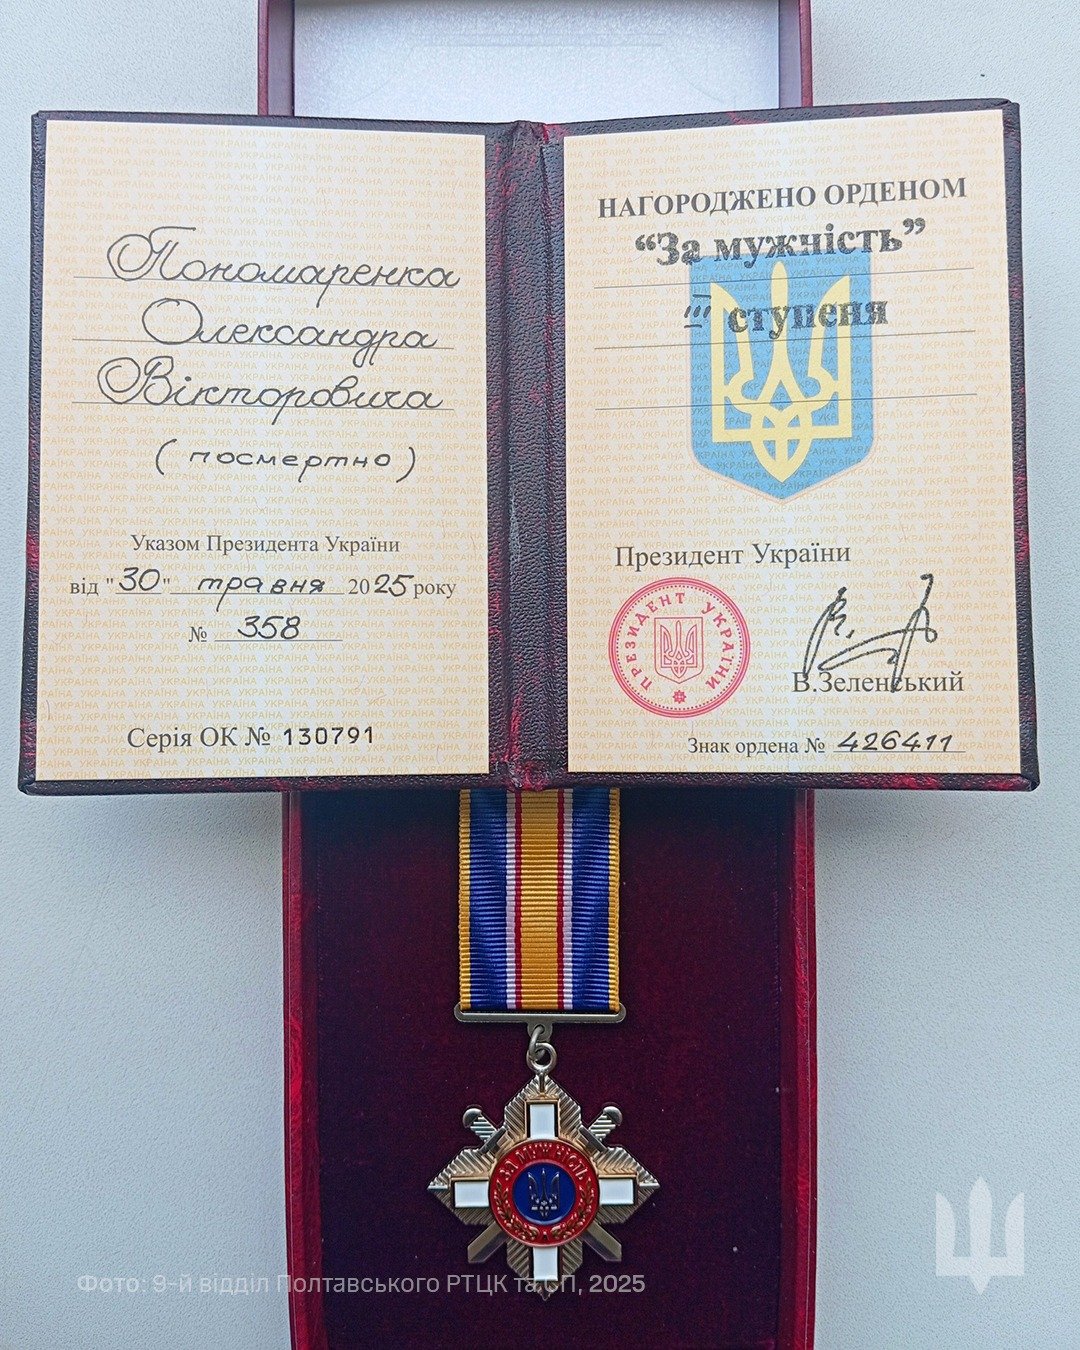 Пономаренка
Олександра
Вікторовича
(посмертно)
Указом Президента України
від "30" травня 2025 року
№ 358
Серія ОК № 130791
НАГОРОДЖЕНО ОРДЕНОМ
“За мужність”
III ступеня
Президент України
ПРЕЗИДЕНТ УКРАЇНИ
В.Зеленський
Знак ордена № 426411
ЗА МУЖНІСТЬ
Фото: 9-й відділ Полтавського РТЦК та СП, 2025